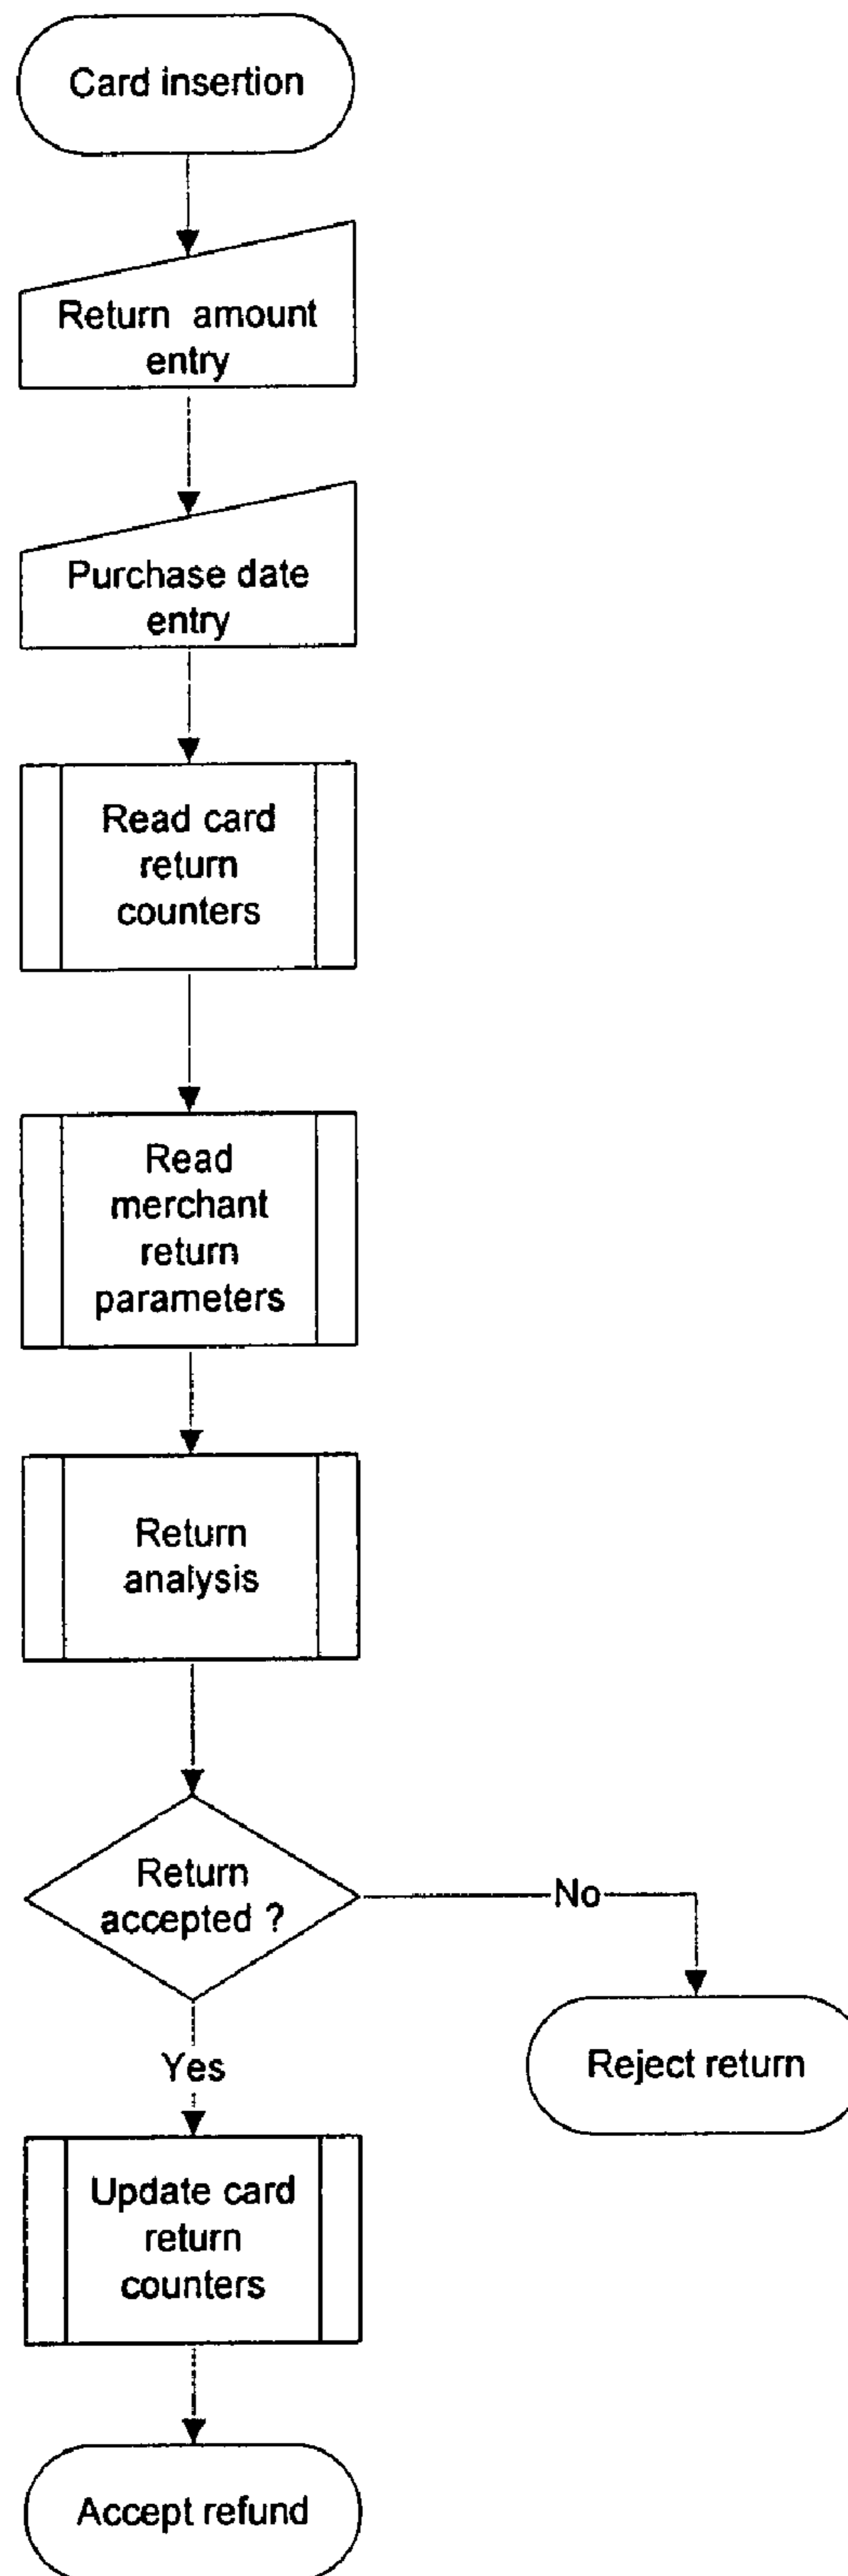 Card insertion
Return amount
entry
Purchase date
entry
Read card
return
counters
Read
merchant
return
parameters
Return
analysis
Return
accepted ?
No
Reject return
Yes
Update card
return
counters
Accept refund